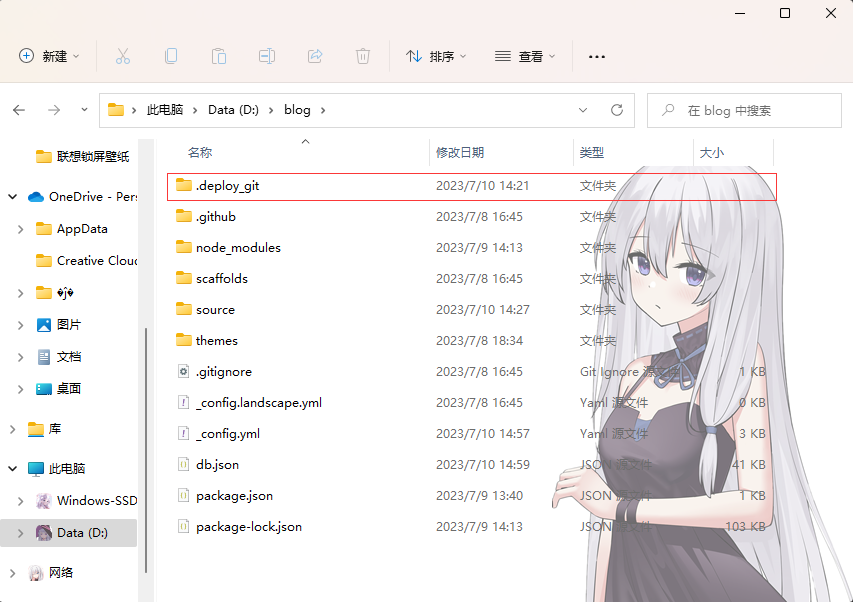 新建
排序
查看
此电脑 Data (D:) blog
在 blog 中搜索
联想锁屏壁纸
OneDrive - Pers
AppData
Creative Cloud
图片
文档
桌面
库
此电脑
Windows-SSD
Data (D:)
网络
名称 修改日期 类型 大小
.deploy_git 2023/7/10 14:21 文件夹
.github 2023/7/8 16:45 文件夹
node_modules 2023/7/9 14:13 文件夹
scaffolds 2023/7/8 16:45 文件夹
source 2023/7/10 14:27 文件夹
themes 2023/7/8 18:34 文件夹
.gitignore 2023/7/8 16:45 Git Ignore 源文件 1 KB
_config.landscape.yml 2023/7/8 16:45 Yaml 源文件 0 KB
_config.yml 2023/7/10 14:57 Yaml 源文件 3 KB
db.json 2023/7/10 14:59 JSON 源文件 41 KB
package.json 2023/7/9 13:40 JSON 源文件 1 KB
package-lock.json 2023/7/9 14:13 JSON 源文件 103 KB